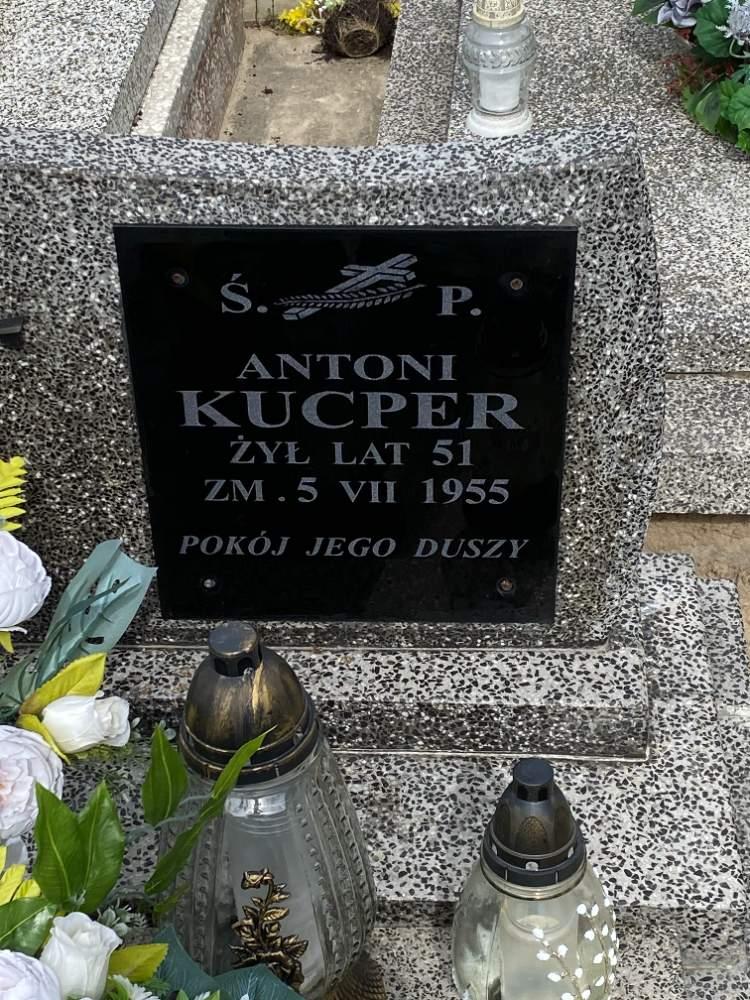 Ś. P.
ANTONI
KUCPER
ŻYŁ LAT 51
ZM. 5 VII 1955
POKÓJ JEGO DUSZY